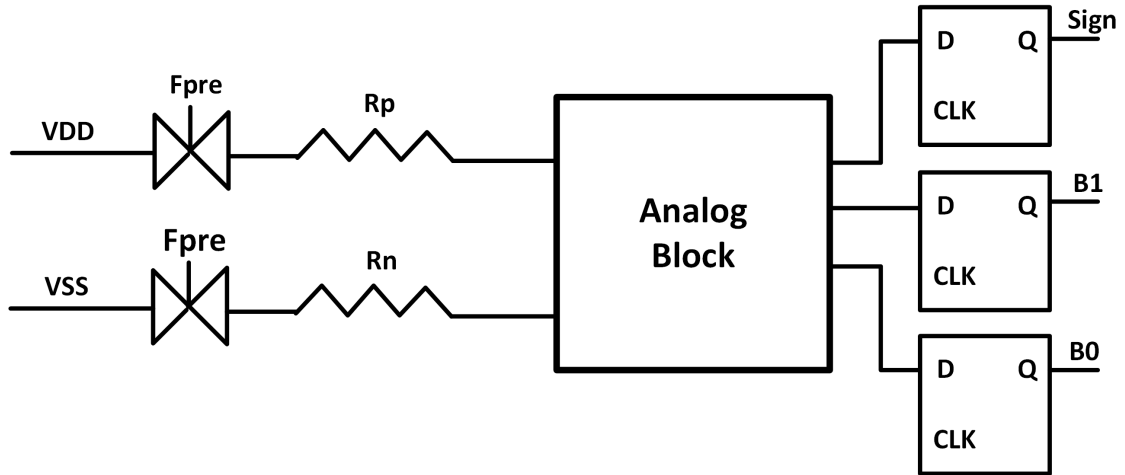 Fpre
VDD
Rp
Fpre
VSS
Rn
Analog
Block
D
Q
Sign
CLK
D
Q
B1
CLK
D
Q
B0
CLK